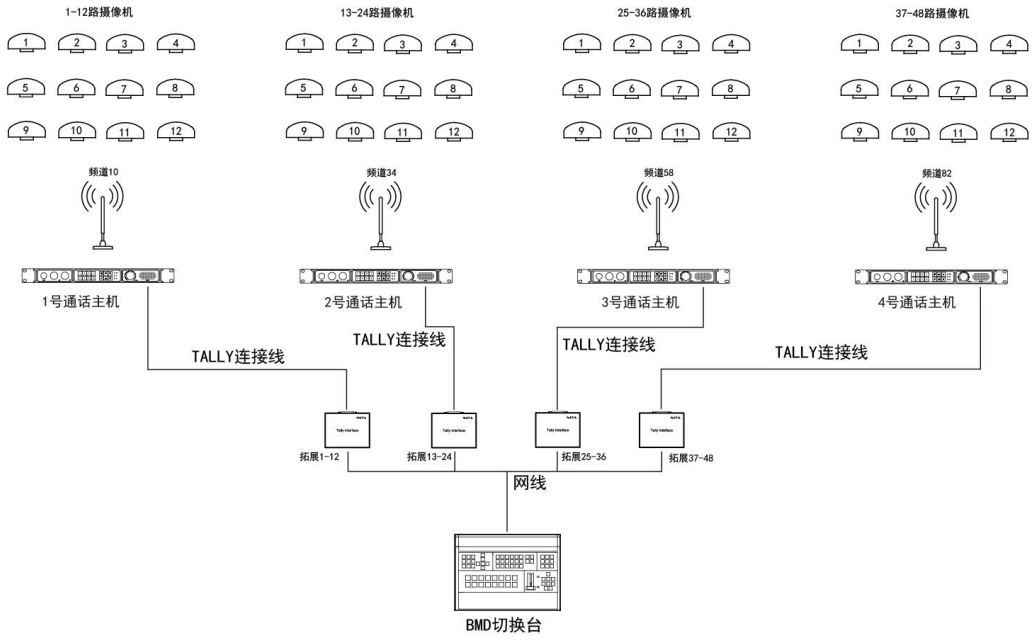 1-12路摄像机
13-24路摄像机
25-36路摄像机
37-48路摄像机
1 2 3 4
5 6 7 8
9 10 11 12
1 2 3 4
5 6 7 8
9 10 11 12
1 2 3 4
5 6 7 8
9 10 11 12
1 2 3 4
5 6 7 8
9 10 11 12
频道10
频道34
频道58
频道82
1号通话主机
2号通话主机
3号通话主机
4号通话主机
TALLY连接线
TALLY连接线
TALLY连接线
TALLY连接线
Tally Interface
Tally Interface
Tally Interface
Tally Interface
拓展1-12
拓展13-24
拓展25-36
拓展37-48
网线
BMD切换台